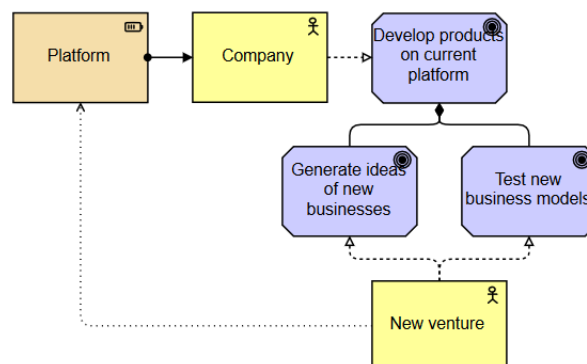 Platform
Company
Develop products
on current
platform
Generate ideas
of new
businesses
Test new
business models
New venture